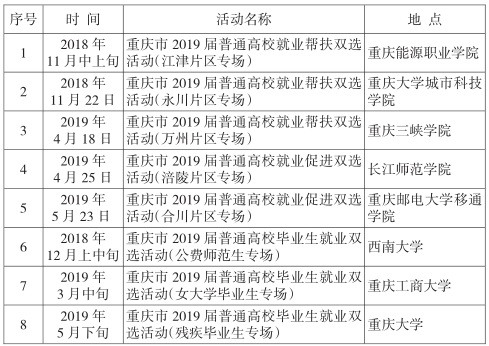 序号 时 间 活动名称 地 点
1 2018 年 11 月中上旬 重庆市 2019 届普通高校就业帮扶双选活动(江津片区专场) 重庆能源职业学院
2 2018 年 11 月 22 日 重庆市 2019 届普通高校就业帮扶双选活动(永川片区专场) 重庆大学城市科技学院
3 2019 年 4 月 18 日 重庆市 2019 届普通高校就业帮扶双选活动(万州片区专场) 重庆三峡学院
4 2019 年 4 月 25 日 重庆市 2019 届普通高校就业促进双选活动(涪陵片区专场) 长江师范学院
5 2019 年 5 月 23 日 重庆市 2019 届普通高校就业促进双选活动(合川片区专场) 重庆邮电大学移通学院
6 2018 年 12 月上中旬 重庆市 2019 届普通高校毕业生就业双选活动(公费师范生专场) 西南大学
7 2019 年 3 月中旬 重庆市 2019 届普通高校毕业生就业双选活动(女大学毕业生专场) 重庆工商大学
8 2019 年 5 月下旬 重庆市 2019 届普通高校毕业生就业双选活动(残疾毕业生专场) 重庆大学